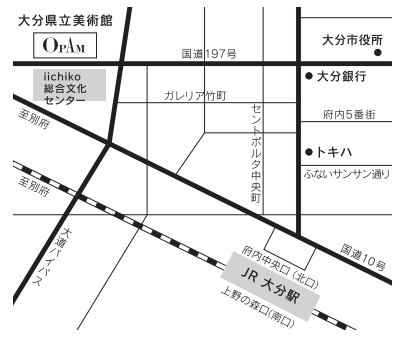 大分県立美術館
OPAM
国道197号
大分市役所
iichiko
総合文化
センター
大分銀行
ガレリア竹町
府内5番街
至別府
セントポルタ中央町
トキハ
ふないサンサン通り
至別府
大道バイパス
府内中央口(北口)
国道10号
JR 大分駅
上野の森口(南口)